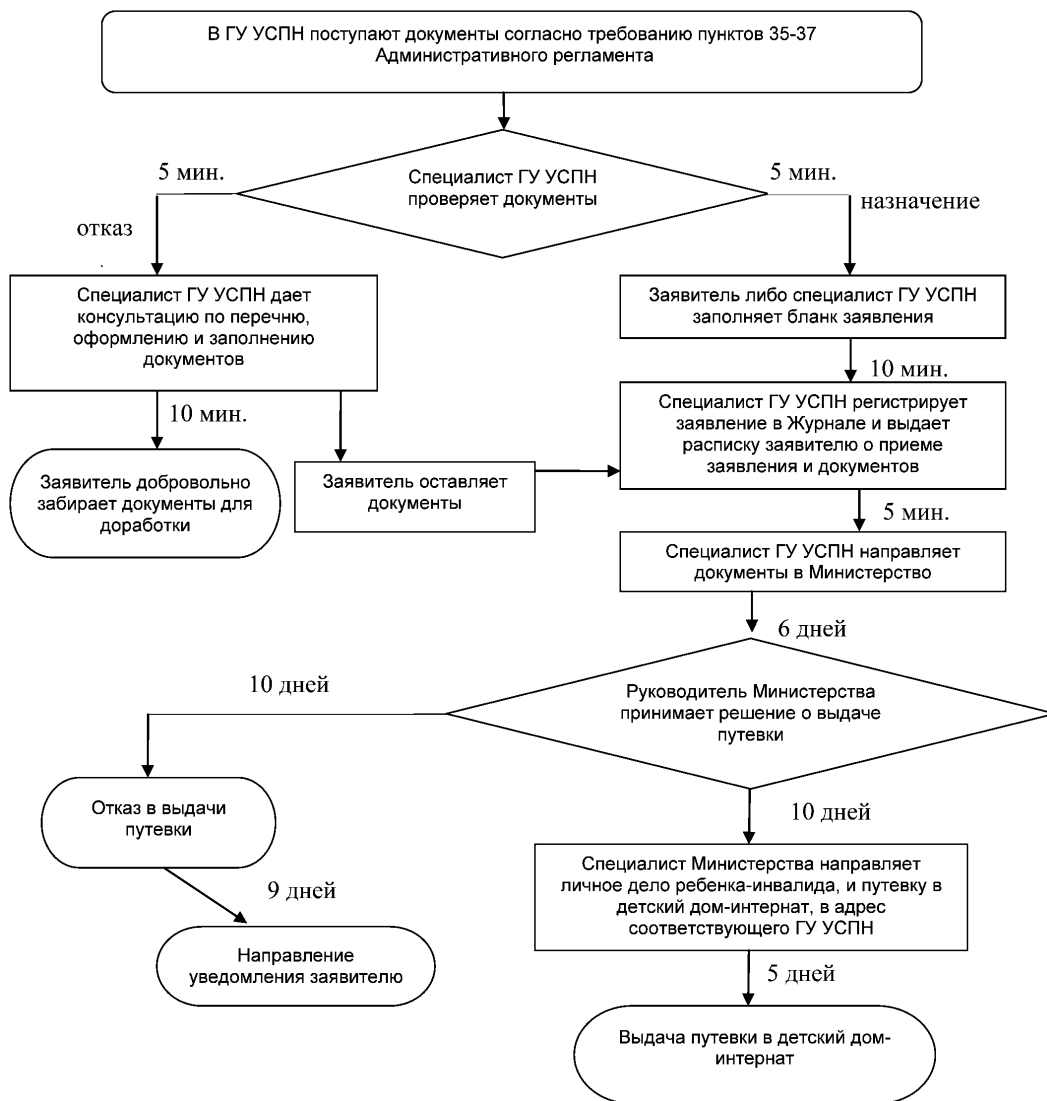 В ГУ УСПН поступают документы согласно требованию пунктов 35-37
Административного регламента
5 мин.
5 мин.
Специалист ГУ УСПН
проверяет документы
отказ
назначение
Специалист ГУ УСПН дает
консультацию по перечню,
оформлению и заполнению
документов
Заявитель либо специалист ГУ УСПН
заполняет бланк заявления
10 мин.
10 мин.
Специалист ГУ УСПН регистрирует
заявление в Журнале и выдает
расписку заявителю о приеме
заявления и документов
Заявитель добровольно
забирает документы для
доработки
Заявитель оставляет
документы
5 мин.
Специалист ГУ УСПН направляет
документы в Министерство
6 дней
10 дней
Руководитель Министерства
принимает решение о выдаче
путевки
Отказ в выдачи
путевки
10 дней
9 дней
Специалист Министерства направляет
личное дело ребенка-инвалида, и путевку в
детский дом-интернат, в адрес
соответствующего ГУ УСПН
Направление
уведомления заявителю
5 дней
Выдача путевки в детский дом-
интернат